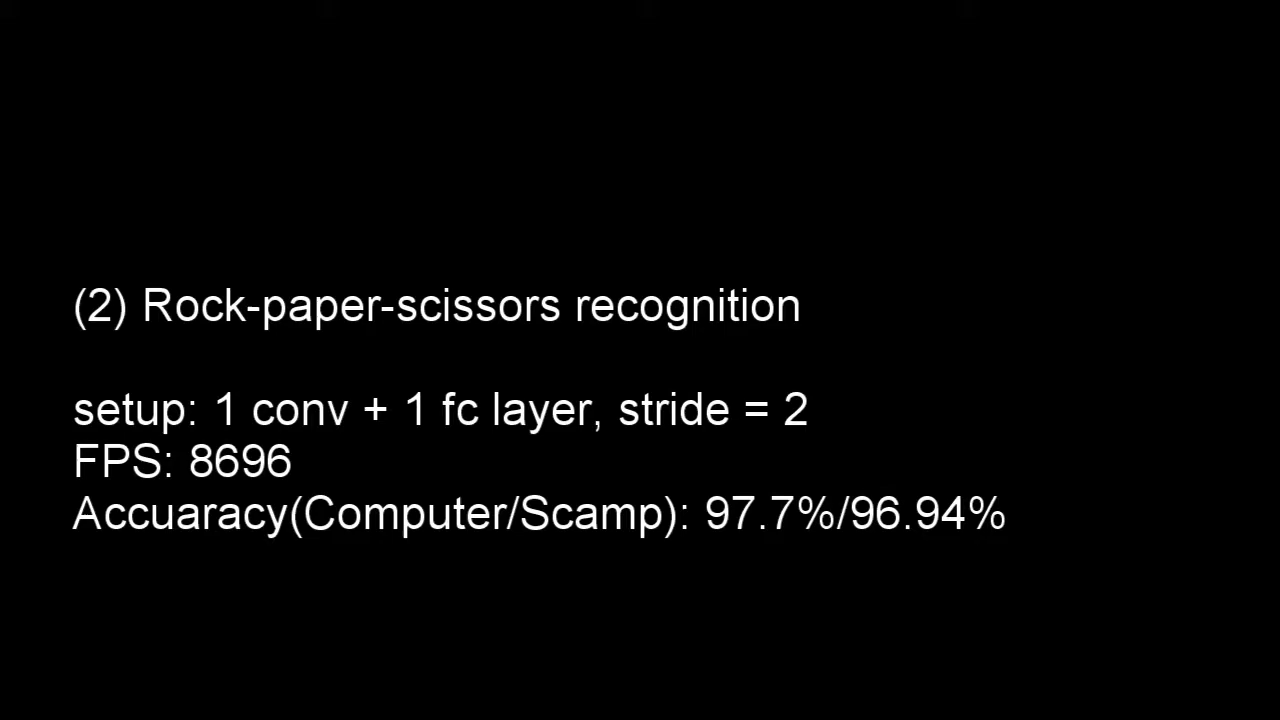 (2) Rock-paper-scissors recognition
setup: 1 conv + 1 fc layer, stride = 2
FPS: 8696
Accuaracy(Computer/Scamp): 97.7%/96.94%